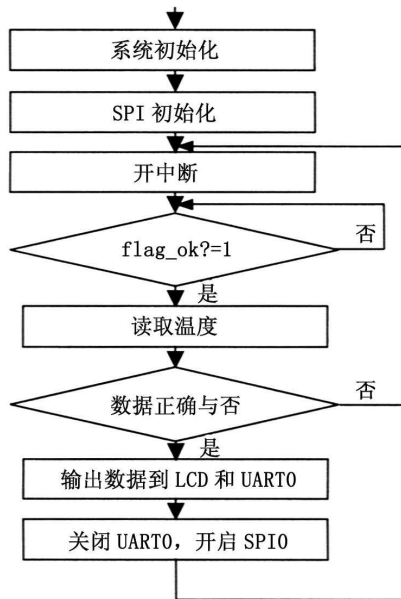 系统初始化
SPI 初始化
开中断
flag_ok?=1
否
是
读取温度
数据正确与否
否
是
输出数据到 LCD 和 UART0
关闭 UART0，开启 SPI0